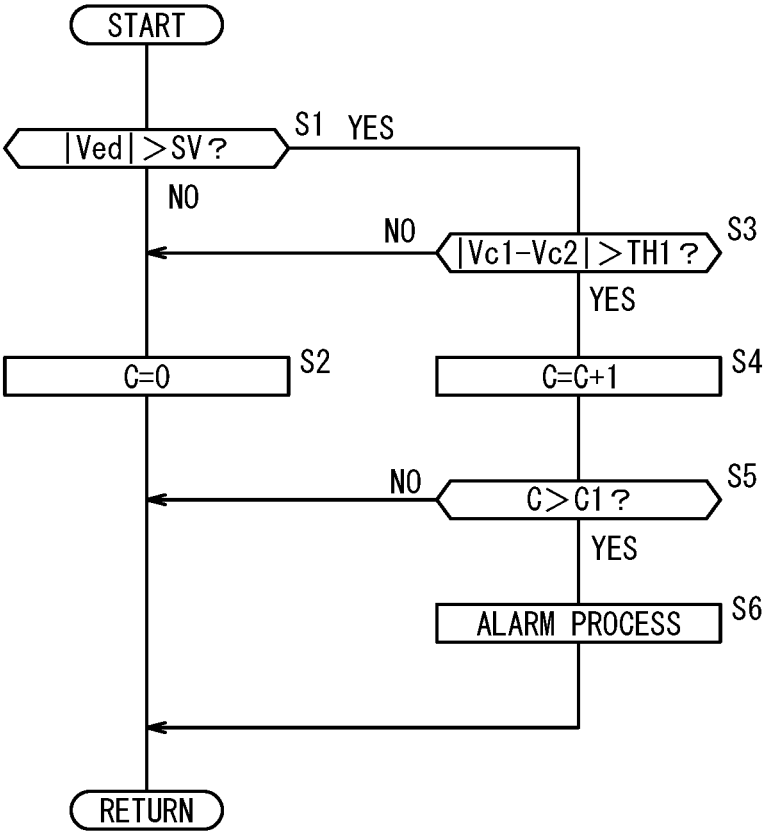 START
|Ved|>SV?
S1
YES
NO
NO
|Vc1-Vc2|>TH1?
S3
YES
C=0
S2
C=C+1
S4
NO
C>C1?
S5
YES
ALARM PROCESS
S6
RETURN